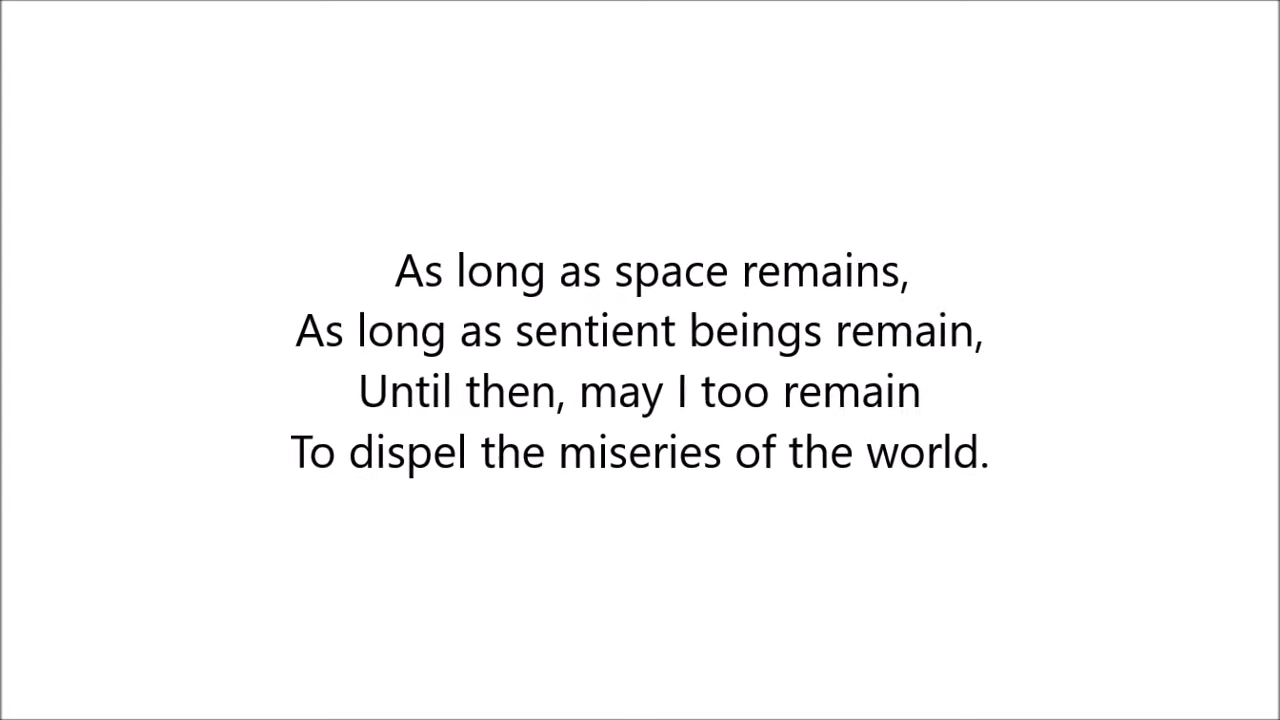 As long as space remains,
As long as sentient beings remain,
Until then, may I too remain
To dispel the miseries of the world.